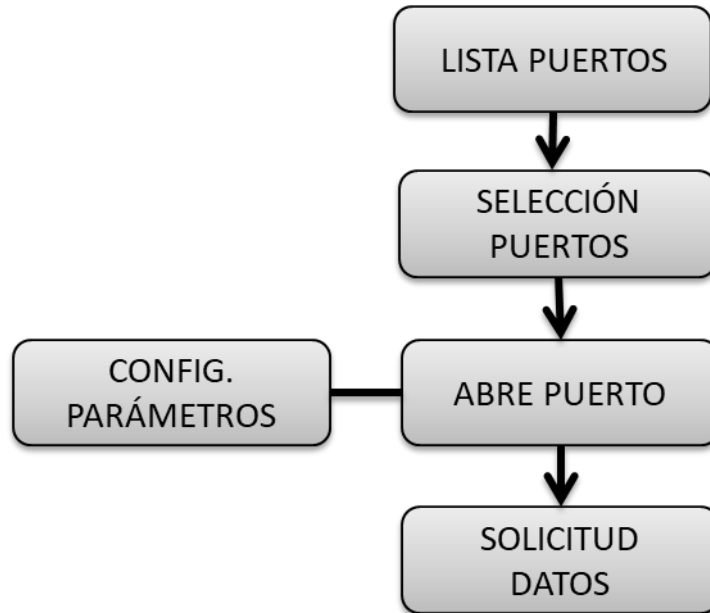 LISTA PUERTOS
SELECCIÓN
PUERTOS
CONFIG.
PARÁMETROS
ABRE PUERTO
SOLICITUD
DATOS